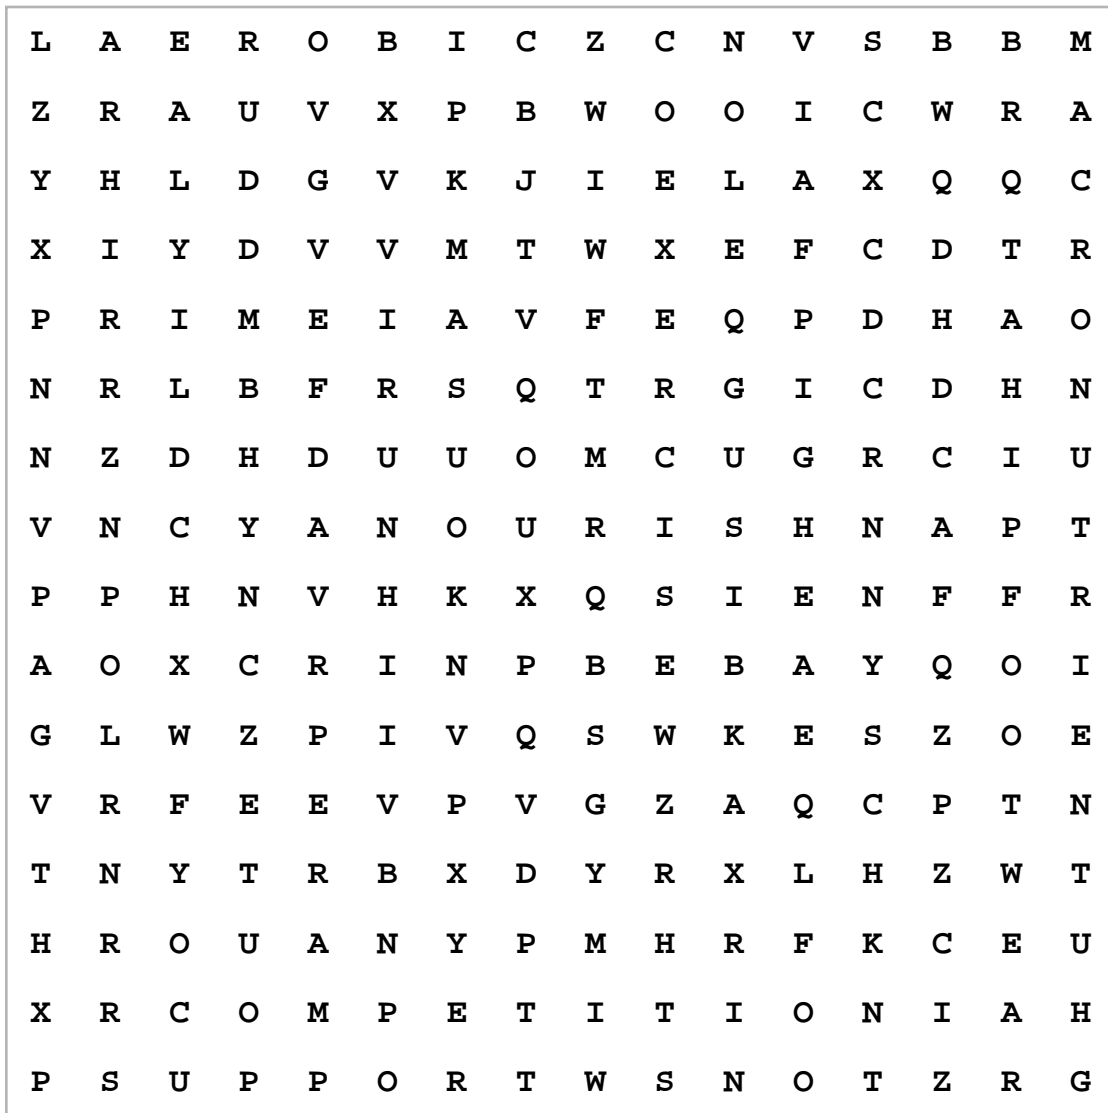 L A E R O B I C Z C N V S B B M
Z R A U V X P B W O O I C W R A
Y H L D G V K J I E L A X Q Q C
X I Y D V V M T W X E F C D T R
P R I M E I A V F E Q P D H A O
N R L B F R S Q T R G I C D H N
N Z D H D U U O M C U G R C I U
V N C Y A N O U R I S H N A P T
P P H N V H K X Q S I E N F F R
A O X C R I N P B E B A Y Q O I
G L W Z P I V Q S W K E S Z O E
V R F E E V P V G Z A Q C P T N
T N Y T R B X D Y R X L H Z W T
H R O U A N Y P M H R F K C E U
X R C O M P E T I T I O N I A H
P S U P P O R T W S N O T Z R G